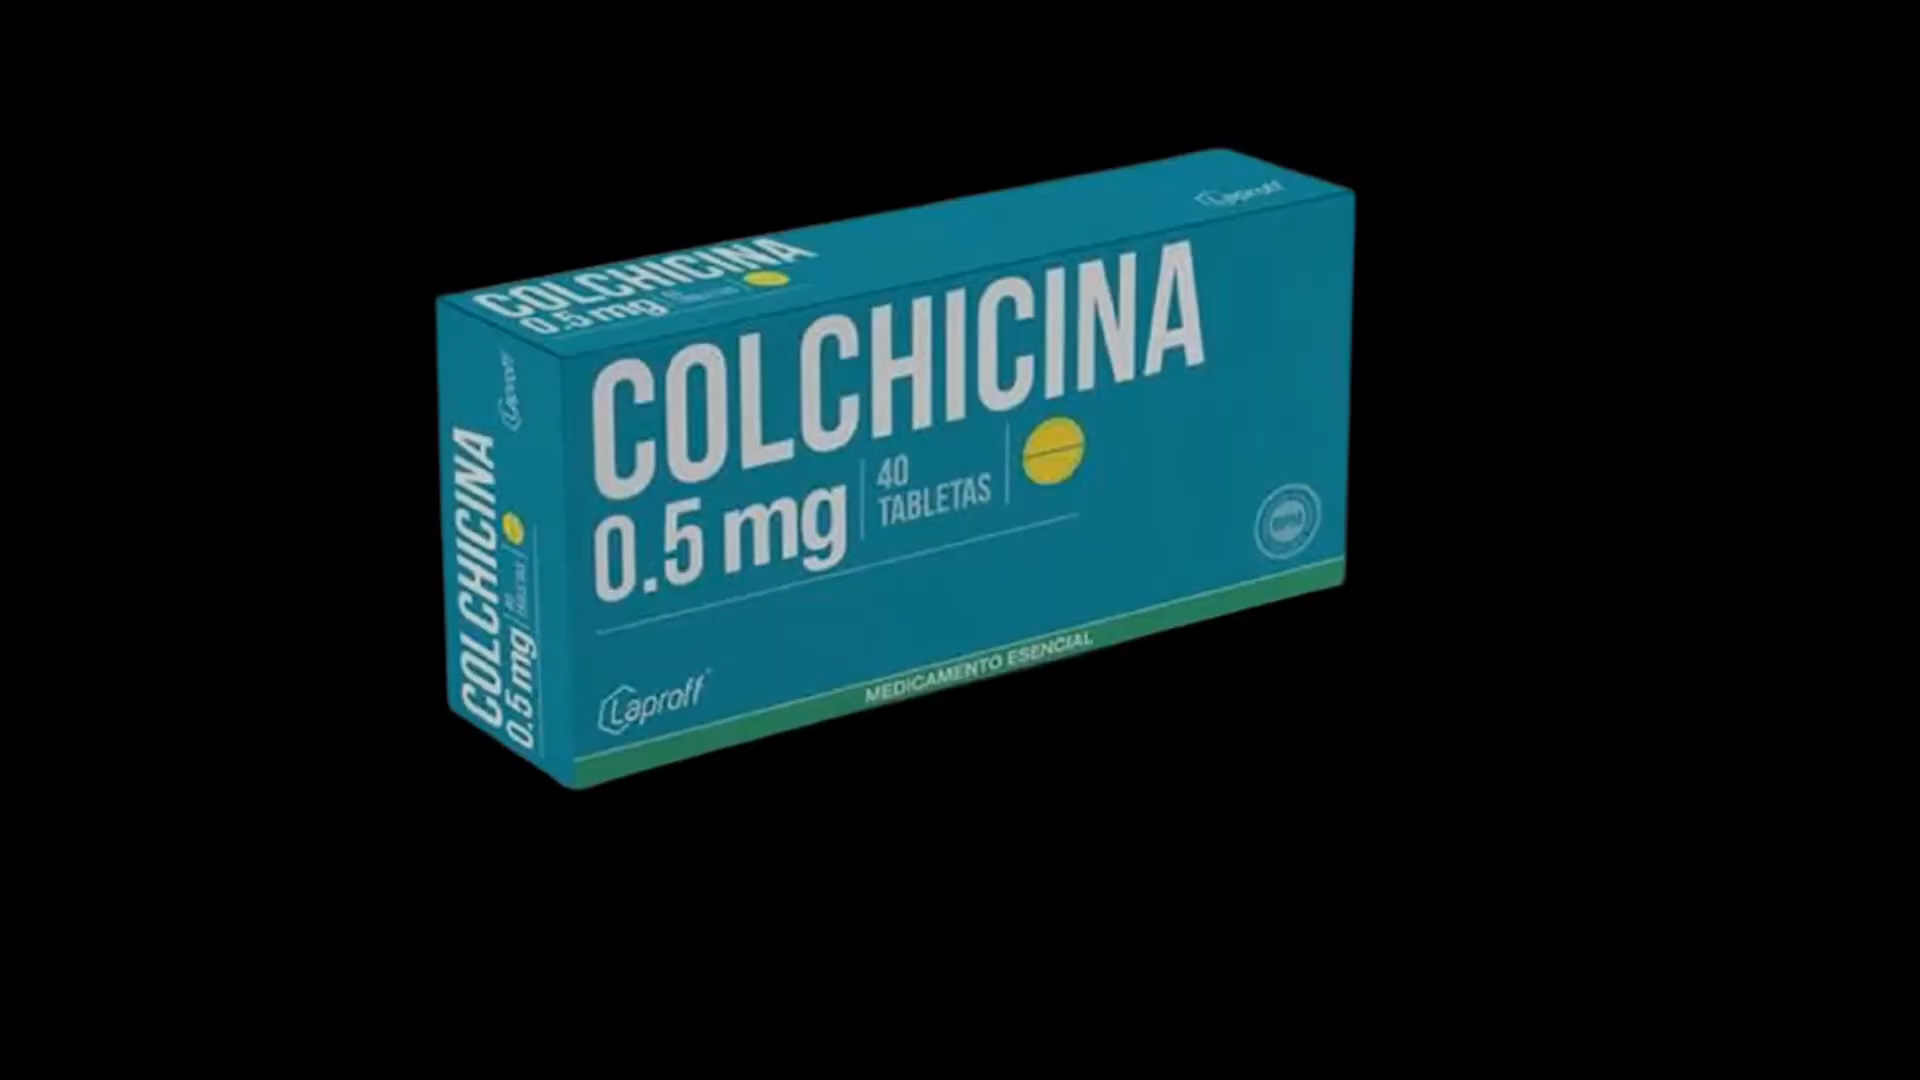 COLCHICINA
0.5 mg
Laproff
COLCHICINA
0.5 mg
40
TABLETAS
Laproff
MEDICAMENTO ESENCIAL
Laproff
COLCHICINA
0.5 mg